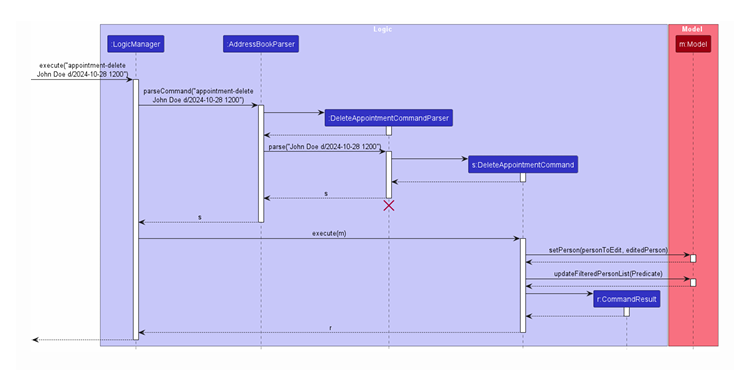 Logic
Model
:LogicManager
:AddressBookParser
m:Model
execute("appointment-delete
John Doe d/2024-10-28 1200")
parseCommand("appointment-delete
John Doe d/2024-10-28 1200")
:DeleteAppointmentCommandParser
parse("John Doe d/2024-10-28 1200")
s:DeleteAppointmentCommand
s
s
execute(m)
setPerson(personToEdit, editedPerson)
updateFilteredPersonList(Predicate)
r:CommandResult
r